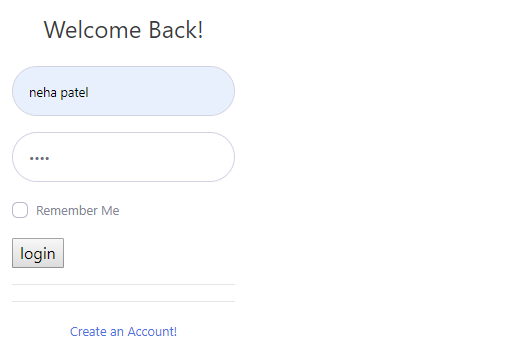 Welcome Back!
neha patel
••••
Remember Me
login
Create an Account!